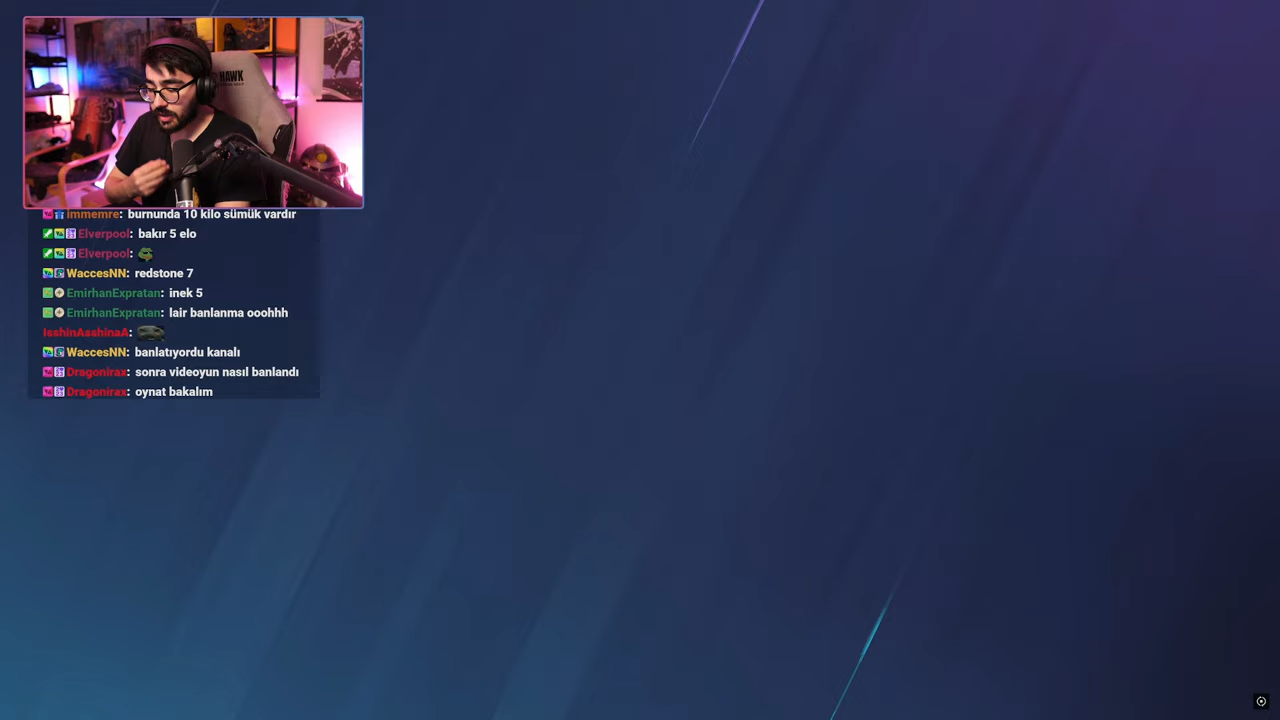 HAWK
Immemre: burnunda 10 kilo sümük vardır
Elverpool: bakır 5 elo
Elverpool:
WaccesNN: redstone 7
EmirhanExpratan: inek 5
EmirhanExpratan: lair banlanma ooohhh
IsshinAsshinaA:
WaccesNN: banlatıyordu kanalı
Dragonirax: sonra videoyun nasıl banlandı
Dragonirax: oynat bakalım